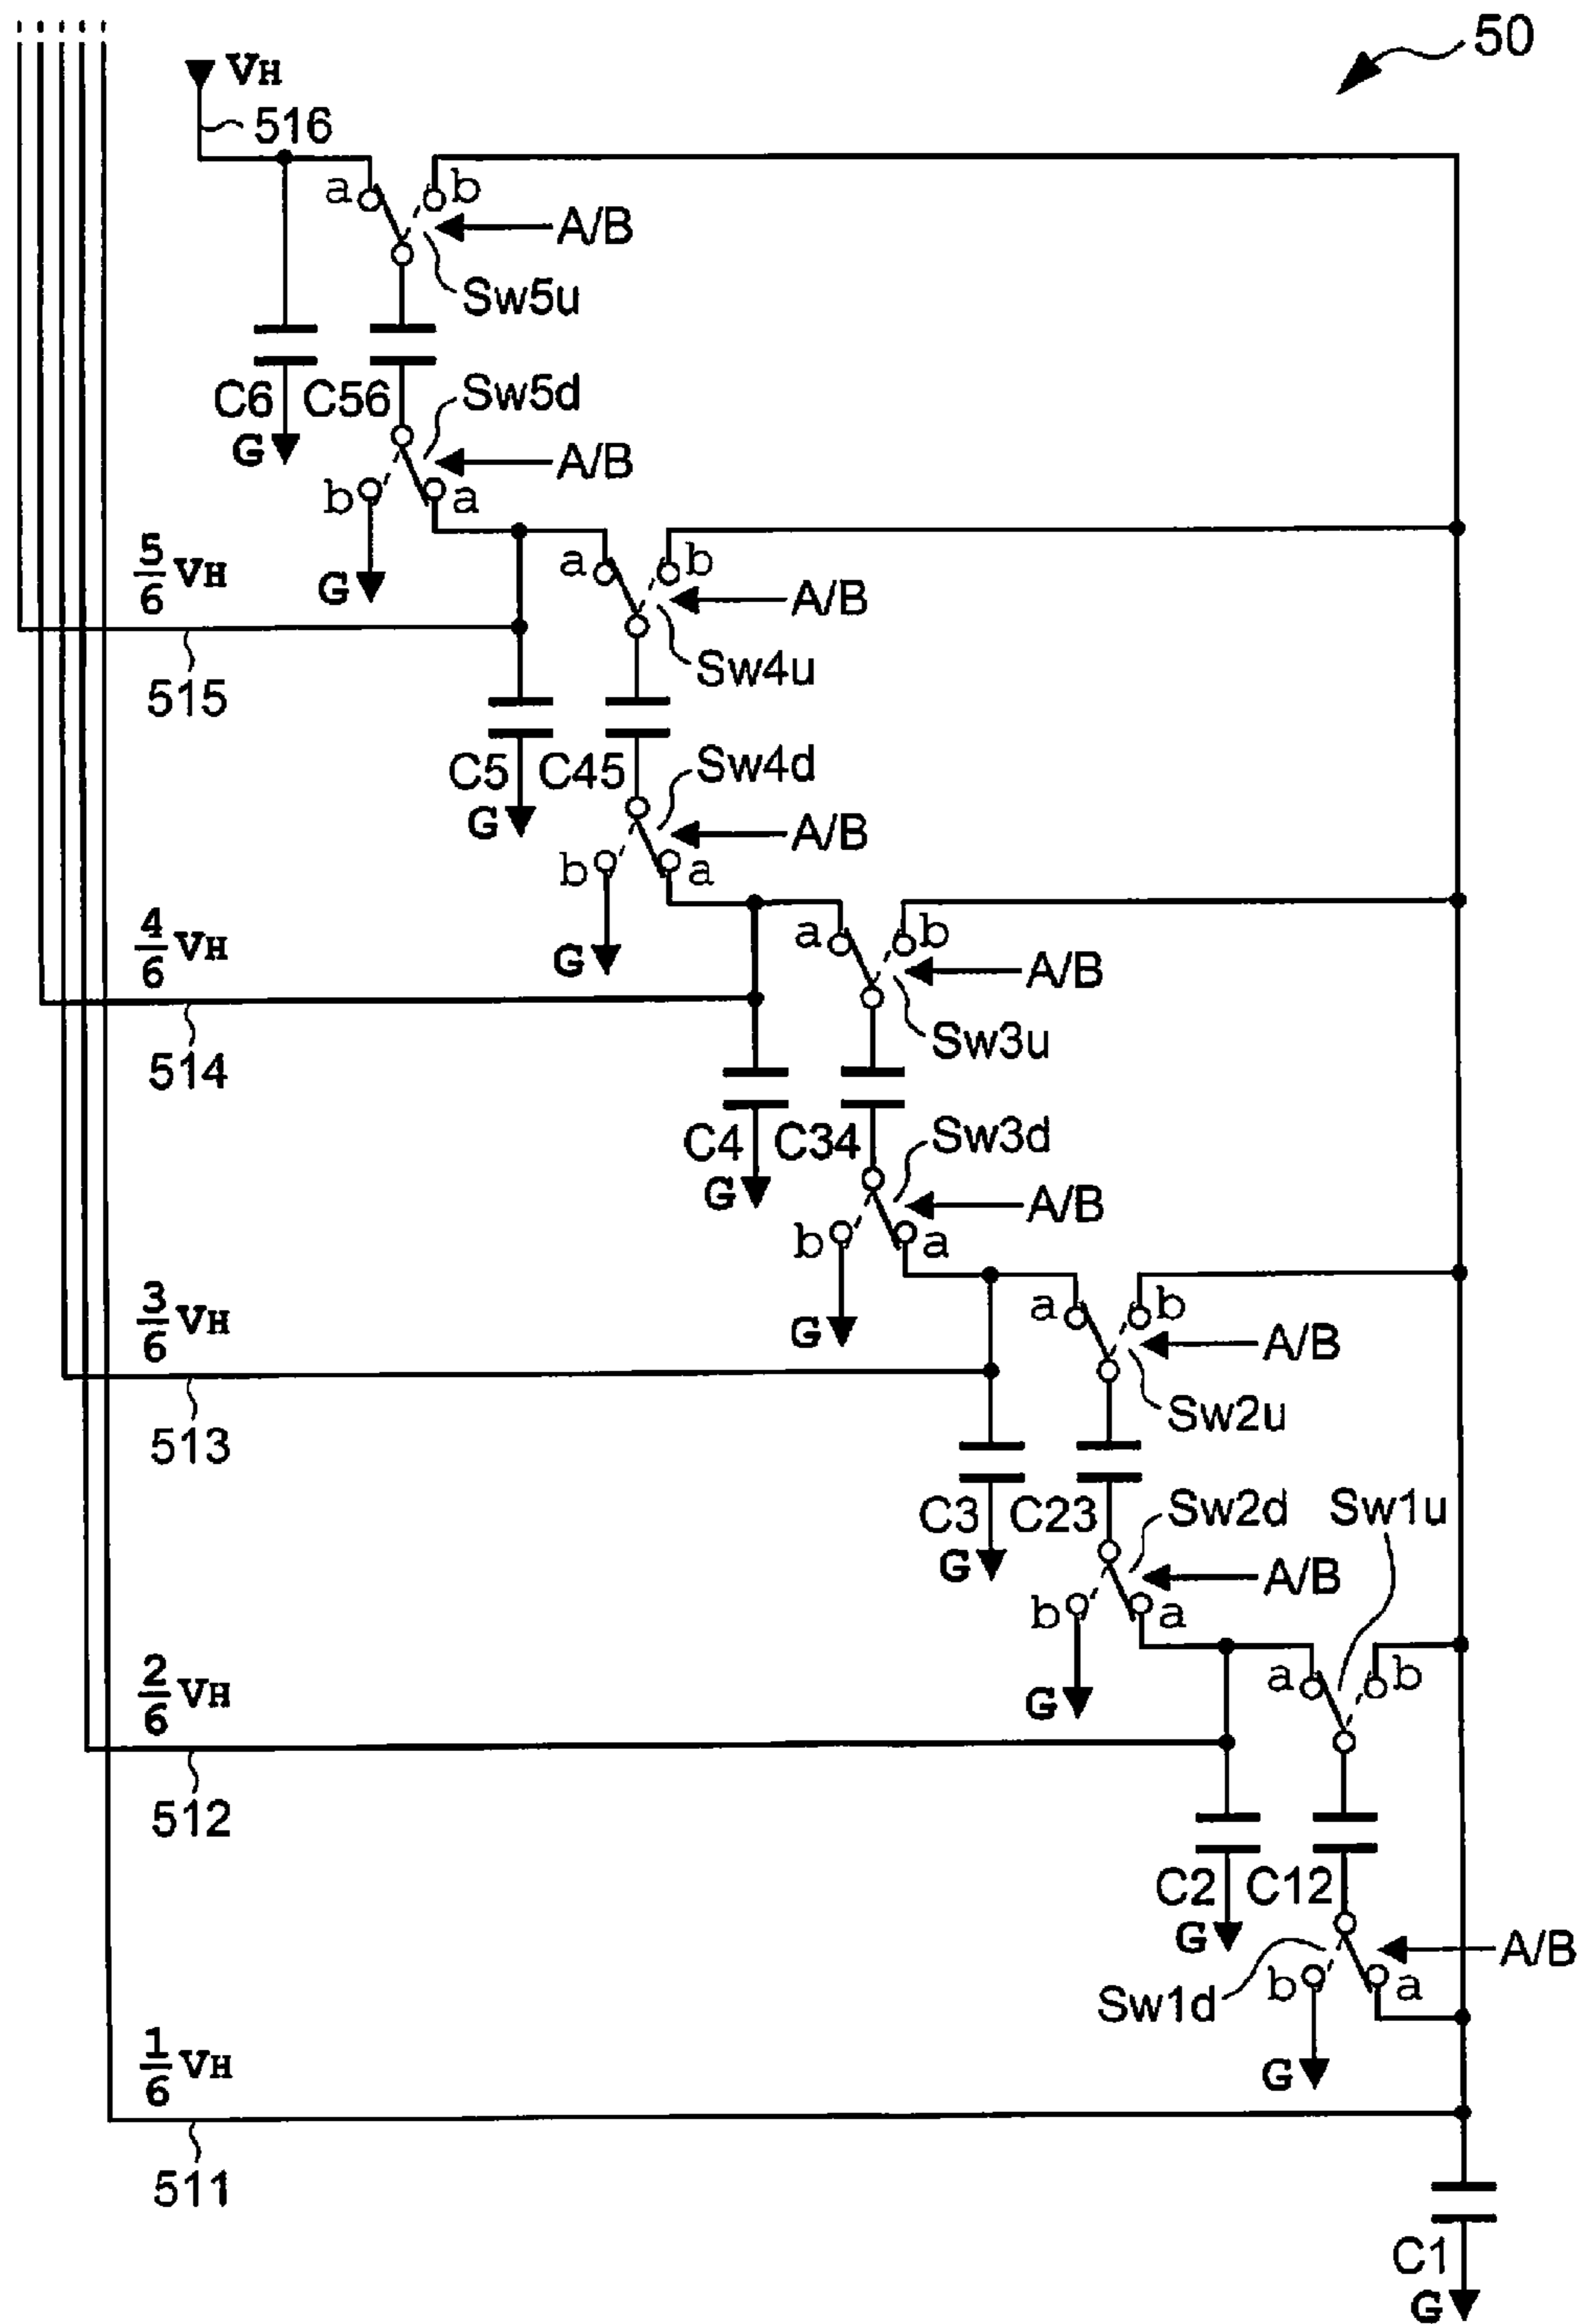 50
VH
516
a b
A/B
Sw5u
C6 C56 Sw5d
G A/B
b a
5/6 VH G a b
A/B
515 Sw4u
C5 C45 Sw4d
G A/B
b a
4/6 VH G a b
A/B
514 Sw3u
C4 C34 Sw3d
G A/B
b a
3/6 VH G a b
A/B
513 Sw2u
C3 C23 Sw2d Sw1u
G A/B
b a
2/6 VH G a b
512
C2 C12
G A/B
Sw1d b a
1/6 VH G
511
C1
G